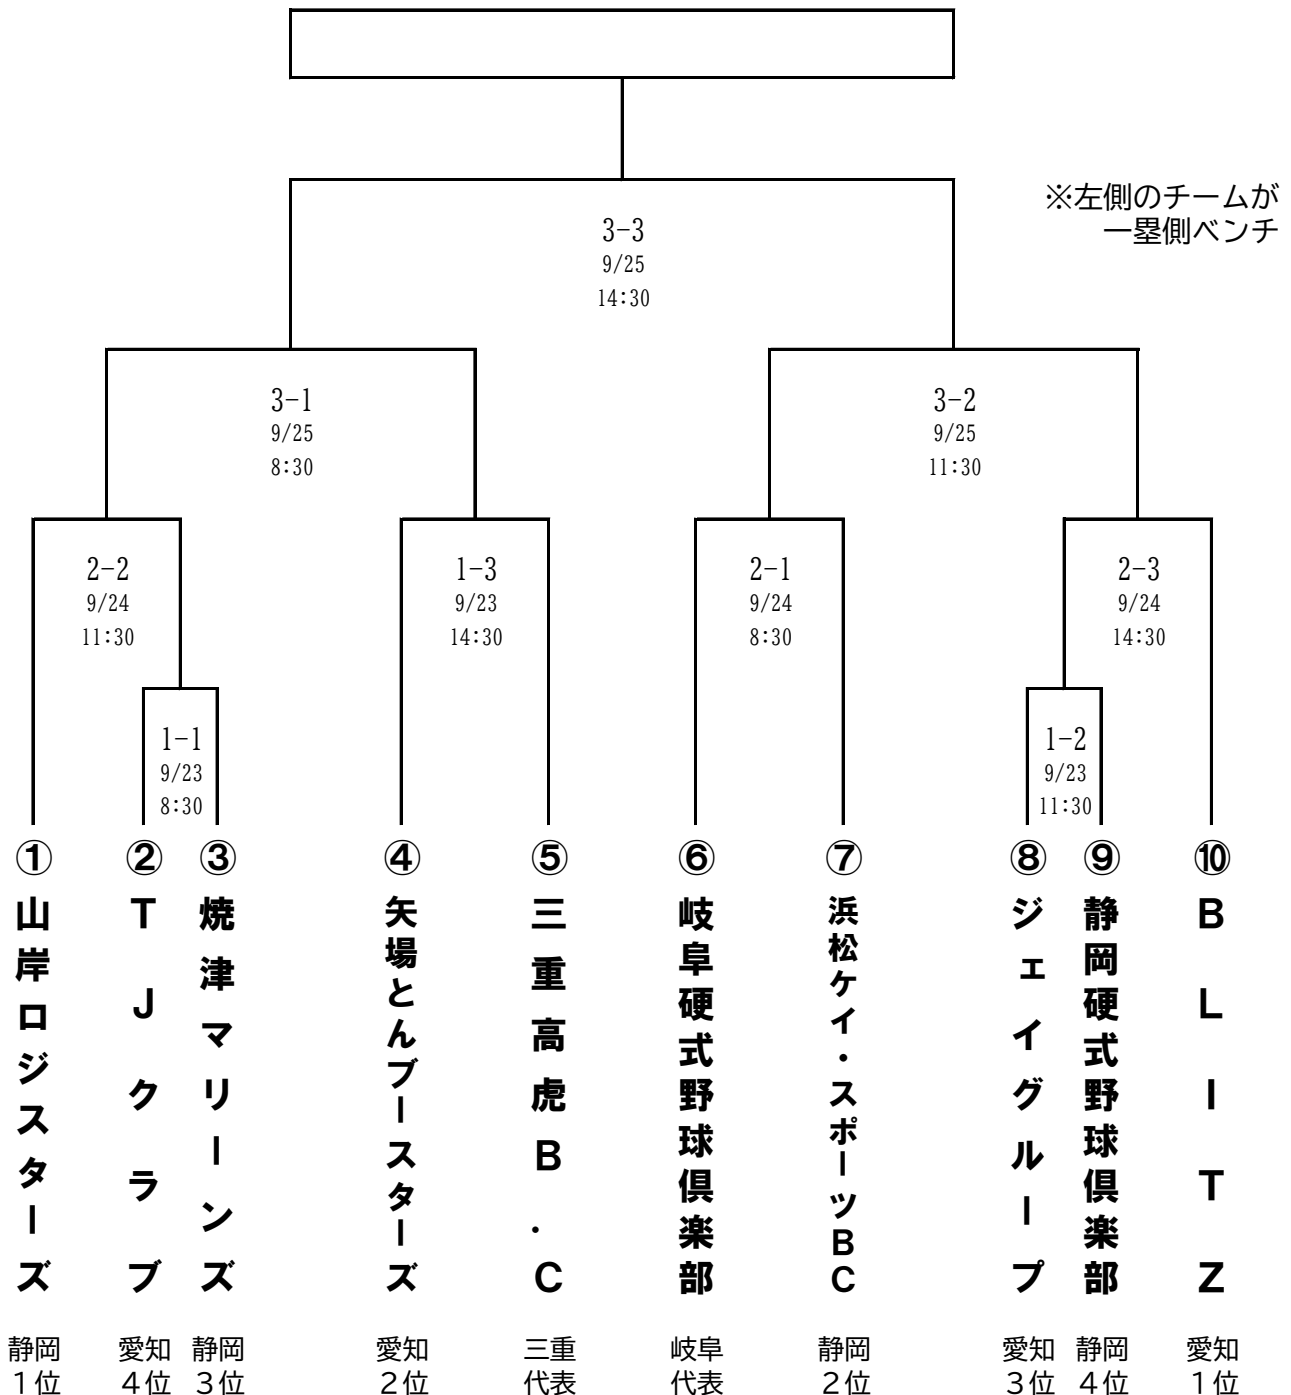 ※左側のチームが
一塁側ベンチ
3-3
9/25
14:30
3-1
9/25
8:30
3-2
9/25
11:30
2-2
9/24
11:30
1-3
9/23
14:30
2-1
9/24
8:30
2-3
9/24
14:30
1-1
9/23
8:30
1-2
9/23
11:30
①
山岸ロジスターズ
静岡
１位
②
ＴＪクラブ
愛知
４位
③
焼津マリーンズ
静岡
３位
④
矢場とんブースターズ
愛知
２位
⑤
三重高虎Ｂ．Ｃ
三重
代表
⑥
岐阜硬式野球倶楽部
岐阜
代表
⑦
浜松ケイ・スポーツＢＣ
静岡
２位
⑧
ジェイグループ
愛知
３位
⑨
静岡硬式野球倶楽部
静岡
４位
⑩
ＢＬＩＴＺ
愛知
１位